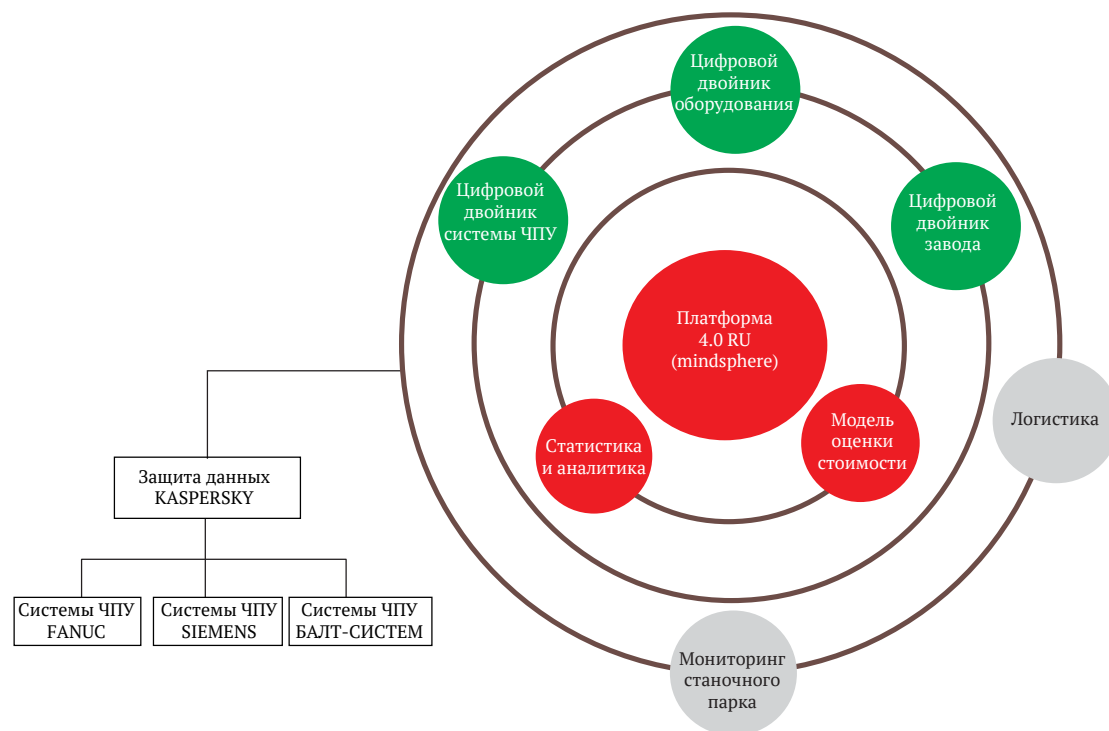 Цифровой
двойник
оборудования
Цифровой
двойник
системы ЧПУ
Цифровой
двойник
завода
Платформа
4.0 RU
(mindsphere)
Статистика
и аналитика
Модель
оценки
стоимости
Логистика
Мониторинг
станочного
парка
Защита данных
KASPERSKY
Системы ЧПУ
FANUC
Системы ЧПУ
SIEMENS
Системы ЧПУ
БАЛТ-СИСТЕМ